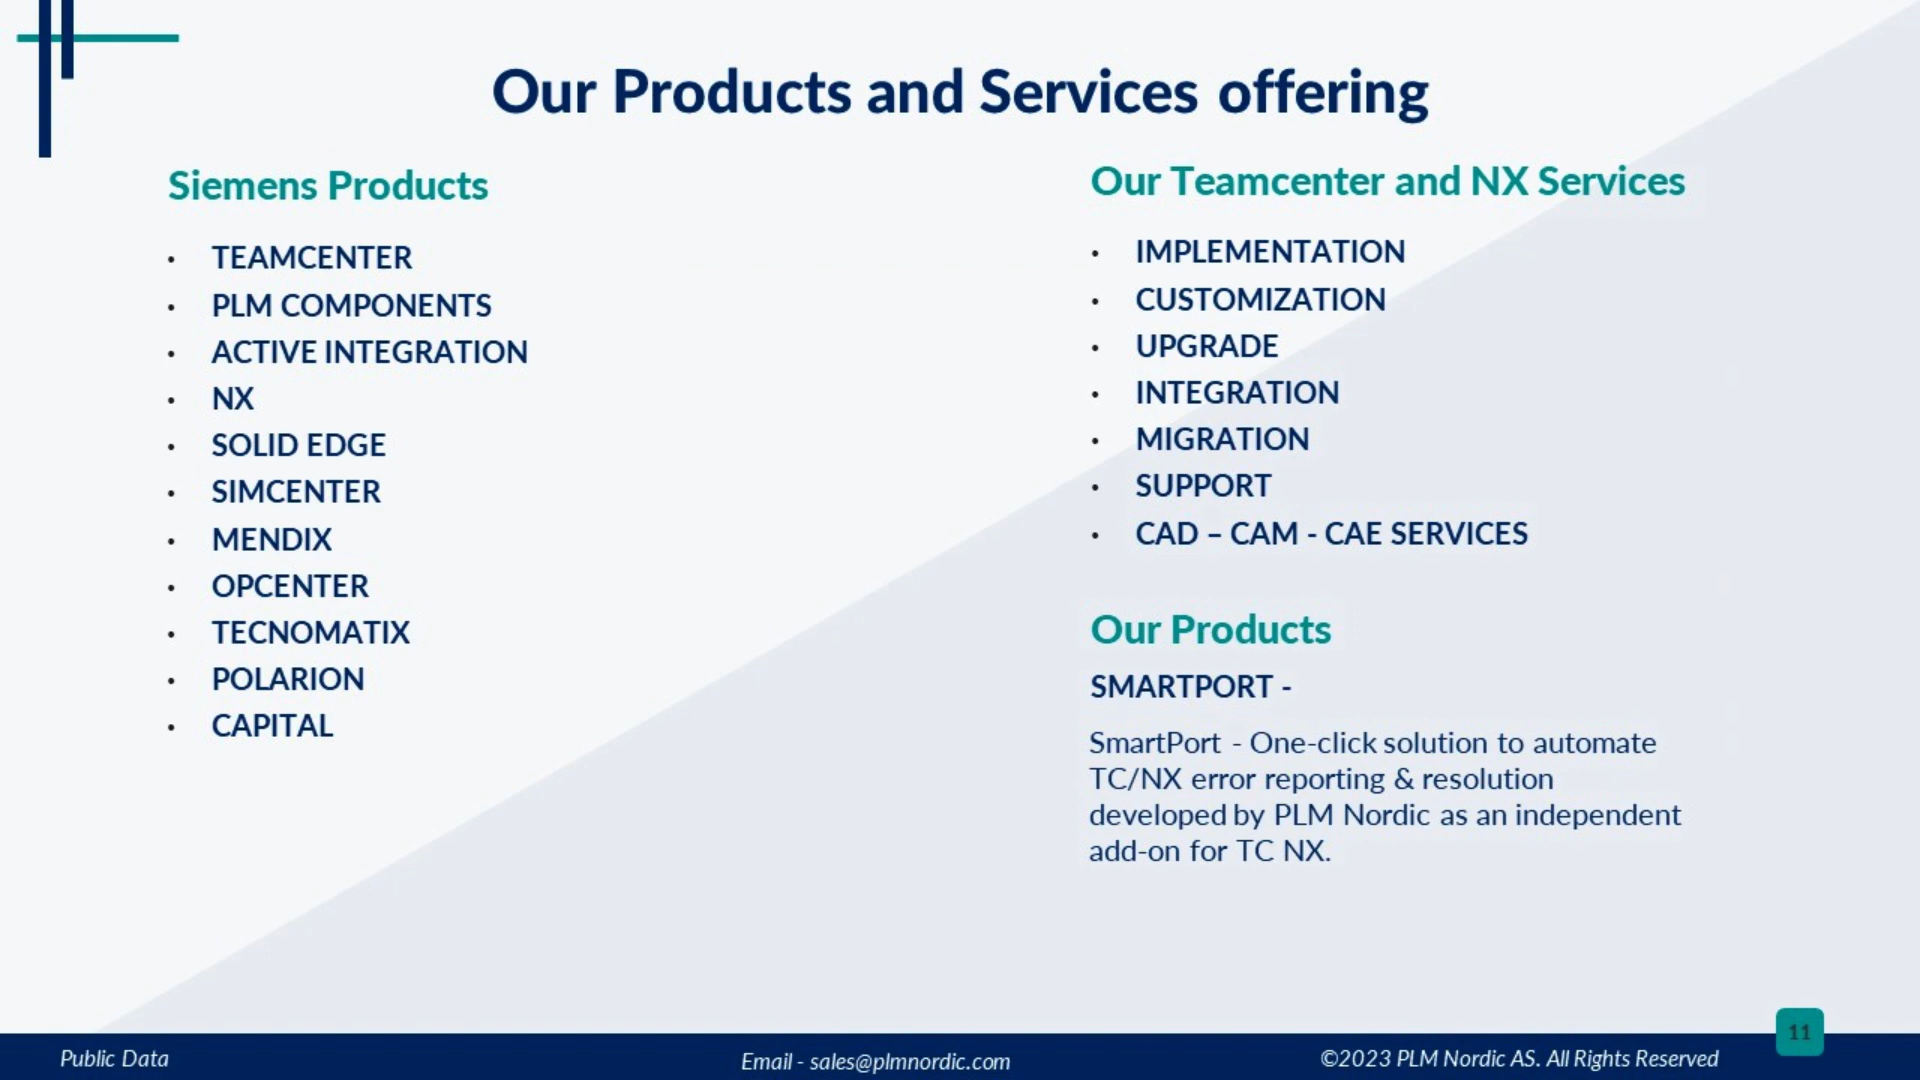 Our Products and Services offering
Siemens Products
• TEAMCENTER
• PLM COMPONENTS
• ACTIVE INTEGRATION
• NX
• SOLID EDGE
• SIMCENTER
• MENDIX
• OPCENTER
• TECNOMATIX
• POLARION
• CAPITAL
Our Teamcenter and NX Services
• IMPLEMENTATION
• CUSTOMIZATION
• UPGRADE
• INTEGRATION
• MIGRATION
• SUPPORT
• CAD – CAM - CAE SERVICES
Our Products
SMARTPORT -
SmartPort - One-click solution to automate
TC/NX error reporting & resolution
developed by PLM Nordic as an independent
add-on for TC NX.
Public Data
Email - sales@plmnordic.com
©2023 PLM Nordic AS. All Rights Reserved
11